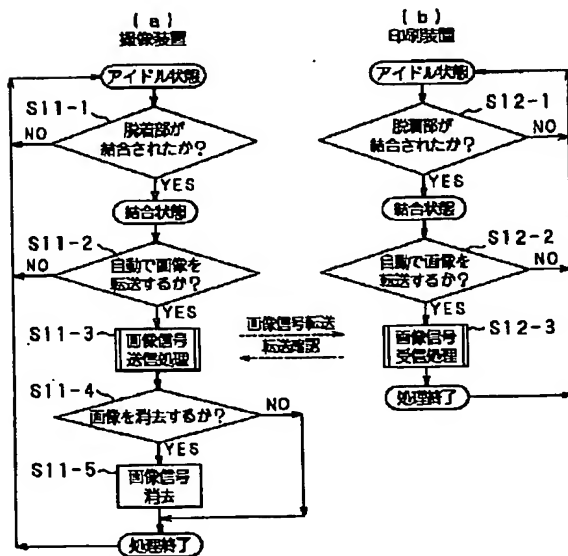 (a)
撮像装置
アイドル状態
S11-1
脱着部が
結合されたか?
NO
YES
結合状態
S11-2
自動で画像を
転送するか?
NO
YES
S11-3
画像信号
送信処理
S11-4
画像を消去するか?
NO
YES
S11-5
画像信号
消去
処理終了
画像信号転送
転送確認
(b)
印刷装置
アイドル状態
S12-1
脱着部が
結合されたか?
NO
YES
結合状態
S12-2
自動で画像を
転送するか?
NO
YES
S12-3
画像信号
受信処理
処理終了